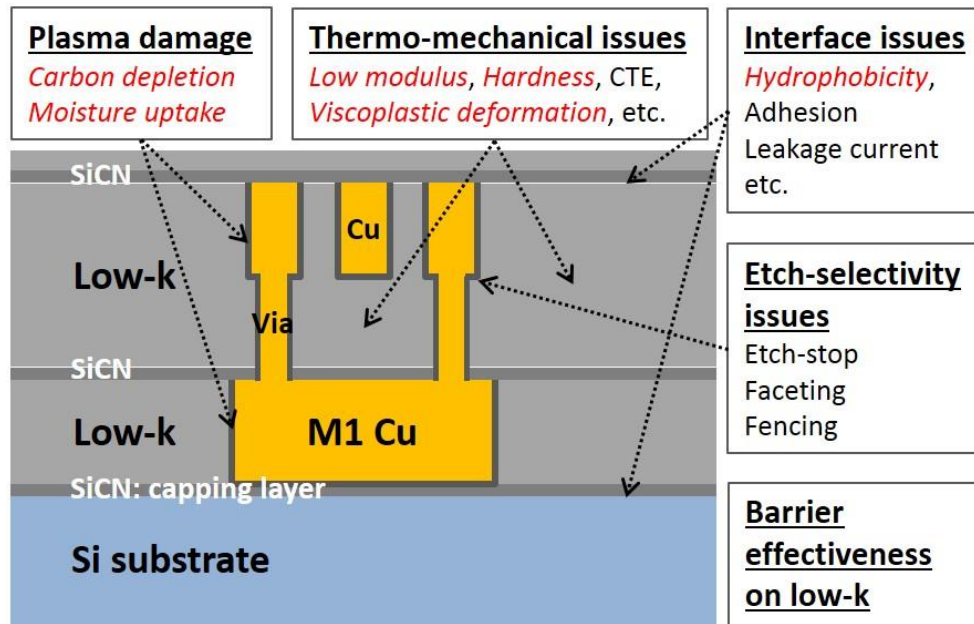 Plasma damage
Carbon depletion
Moisture uptake
Thermo-mechanical issues
Low modulus, Hardness, CTE,
Viscoplastic deformation, etc.
Interface issues
Hydrophobicity,
Adhesion
Leakage current
etc.
SiCN
Cu
Low-k
Via
SiCN
Low-k
M1 Cu
SiCN: capping layer
Si substrate
Etch-selectivity
issues
Etch-stop
Faceting
Fencing
Barrier
effectiveness
on low-k